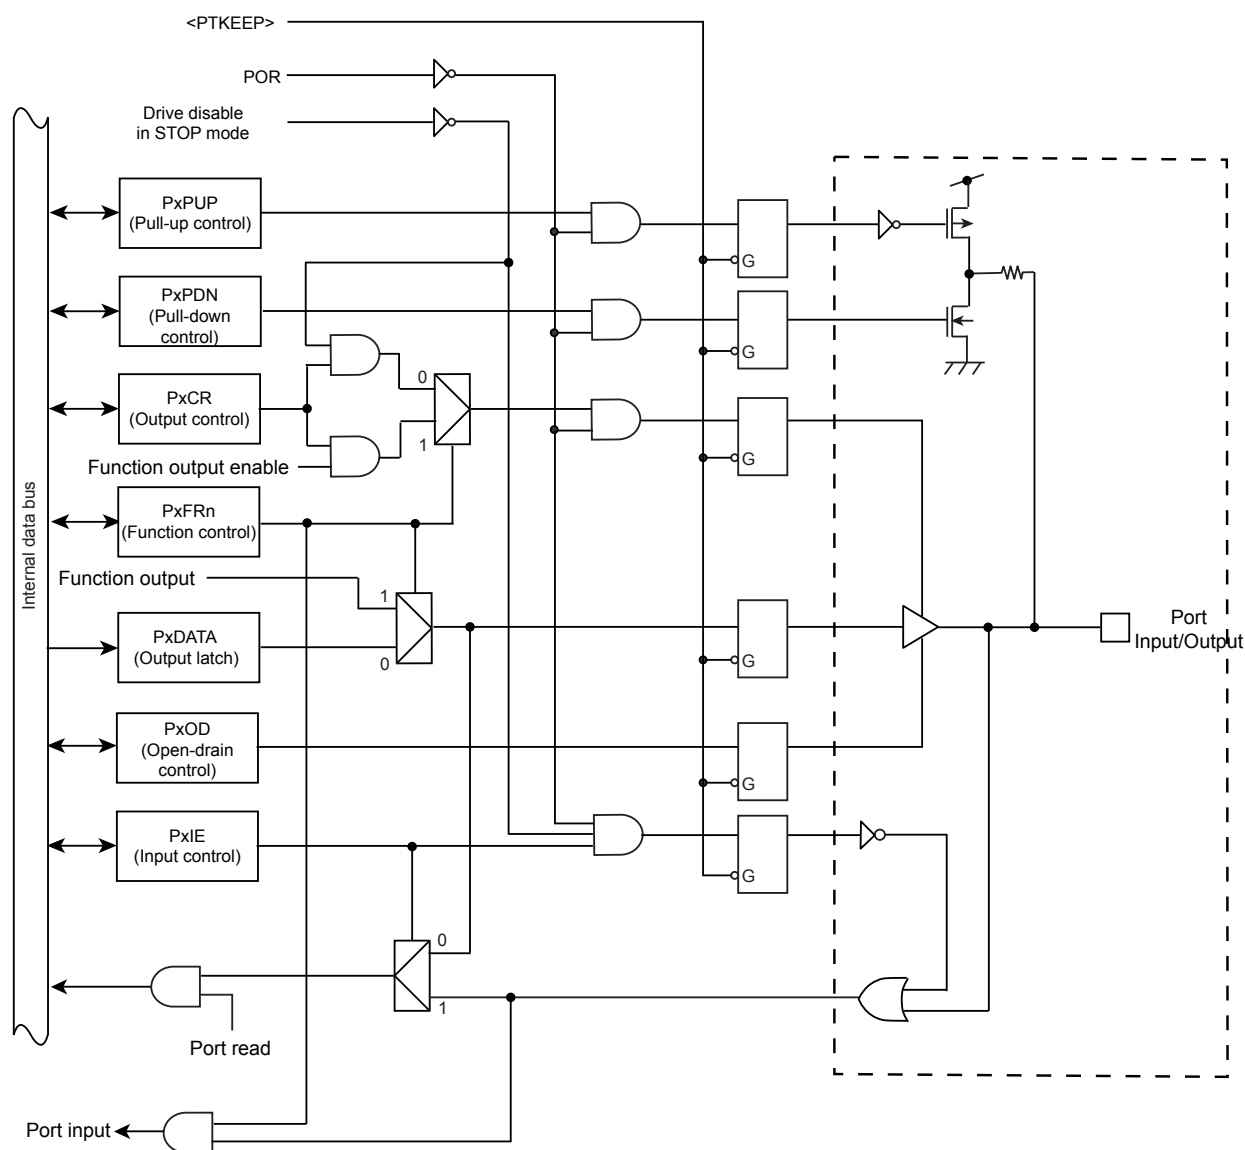 <PTKEEP>
POR
Drive disable
in STOP mode
PxPUP
(Pull-up control)
G
PxPDN
(Pull-down
control)
G
0
PxCR
(Output control)
1
G
Function output enable
PxFRn
(Function control)
Internal data bus
Function output
1
PxDATA
(Output latch)
0
G
Port
Input/Output
PxOD
(Open-drain
control)
G
PxIE
(Input control)
G
0
1
Port read
Port input